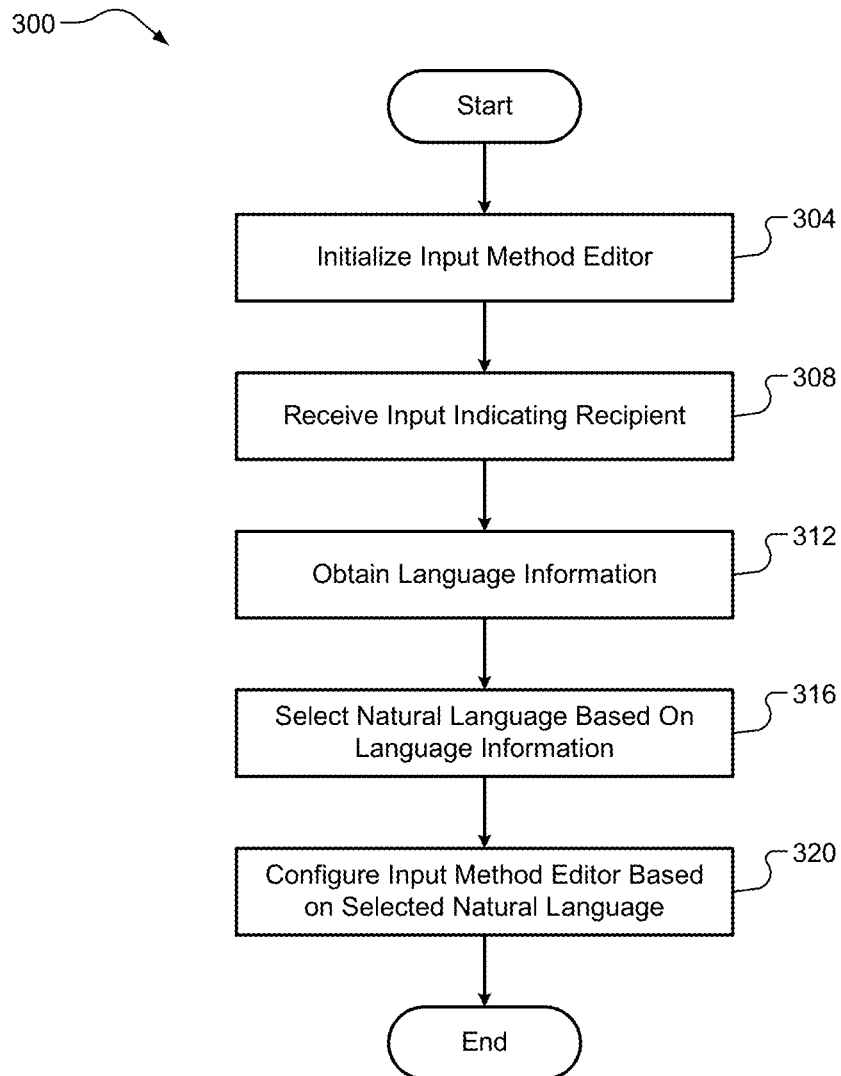 300
Start
304
Initialize Input Method Editor
308
Receive Input Indicating Recipient
312
Obtain Language Information
316
Select Natural Language Based On
Language Information
320
Configure Input Method Editor Based
on Selected Natural Language
End